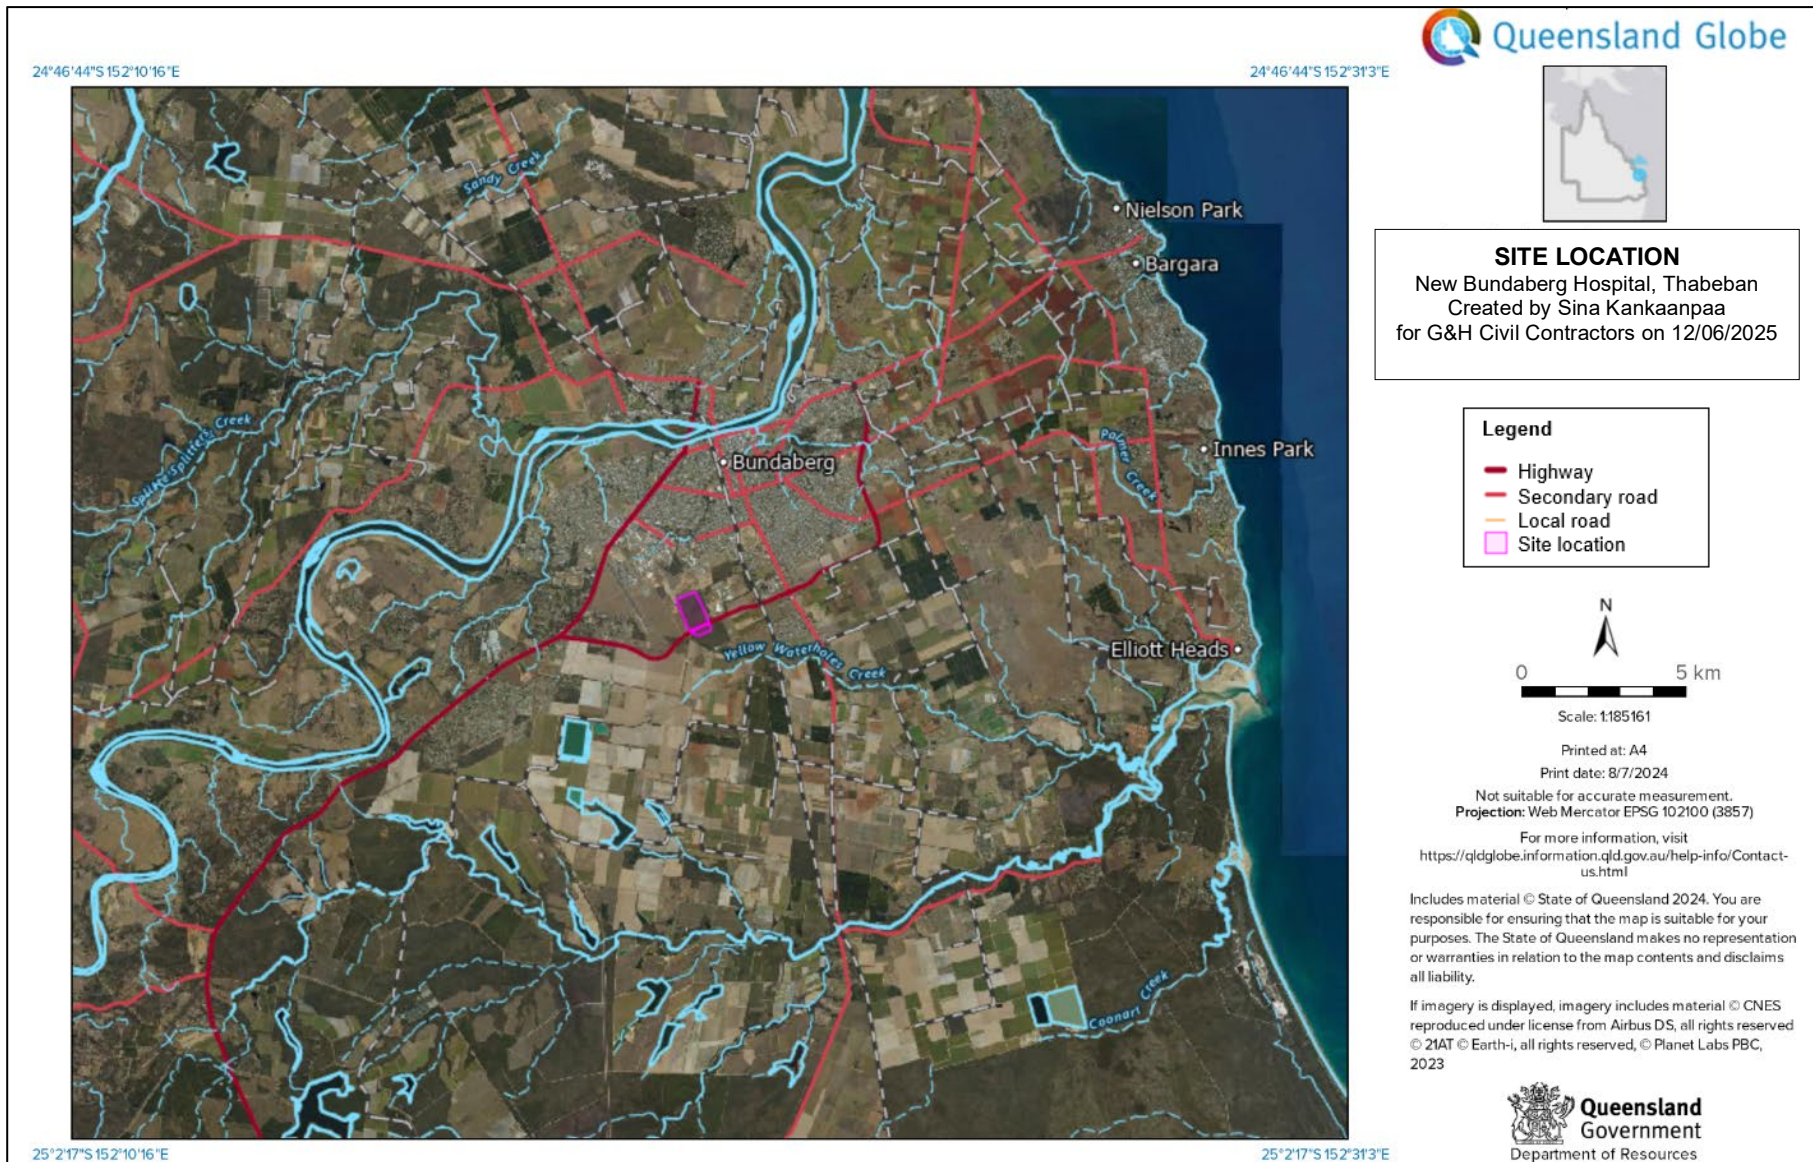 Queensland Globe
24°46'44"S 152°10'16"E
24°46'44"S 152°31'3"E
Sandy Creek
Nielson Park
Bargara
Splitters Creek
Bundaberg
Palmer Creek
Innes Park
Elliott Heads
Yellow Waterholes Creek
Coonarr Creek
25°2'17"S 152°10'16"E
25°2'17"S 152°31'3"E
SITE LOCATION
New Bundaberg Hospital, Thabeban
Created by Sina Kankaanpaa
for G&H Civil Contractors on 12/06/2025
Legend
Highway
Secondary road
Local road
Site location
N
0 5 km
Scale: 1:185161
Printed at: A4
Print date: 8/7/2024
Not suitable for accurate measurement.
Projection: Web Mercator EPSG 102100 (3857)
For more information, visit
https://qldglobe.information.qld.gov.au/help-info/Contact-
us.html
Includes material © State of Queensland 2024. You are
responsible for ensuring that the map is suitable for your
purposes. The State of Queensland makes no representation
or warranties in relation to the map contents and disclaims
all liability.
If imagery is displayed, imagery includes material © CNES
reproduced under license from Airbus DS, all rights reserved
© 21AT © Earth-i, all rights reserved, © Planet Labs PBC,
2023
Queensland
Government
Department of Resources